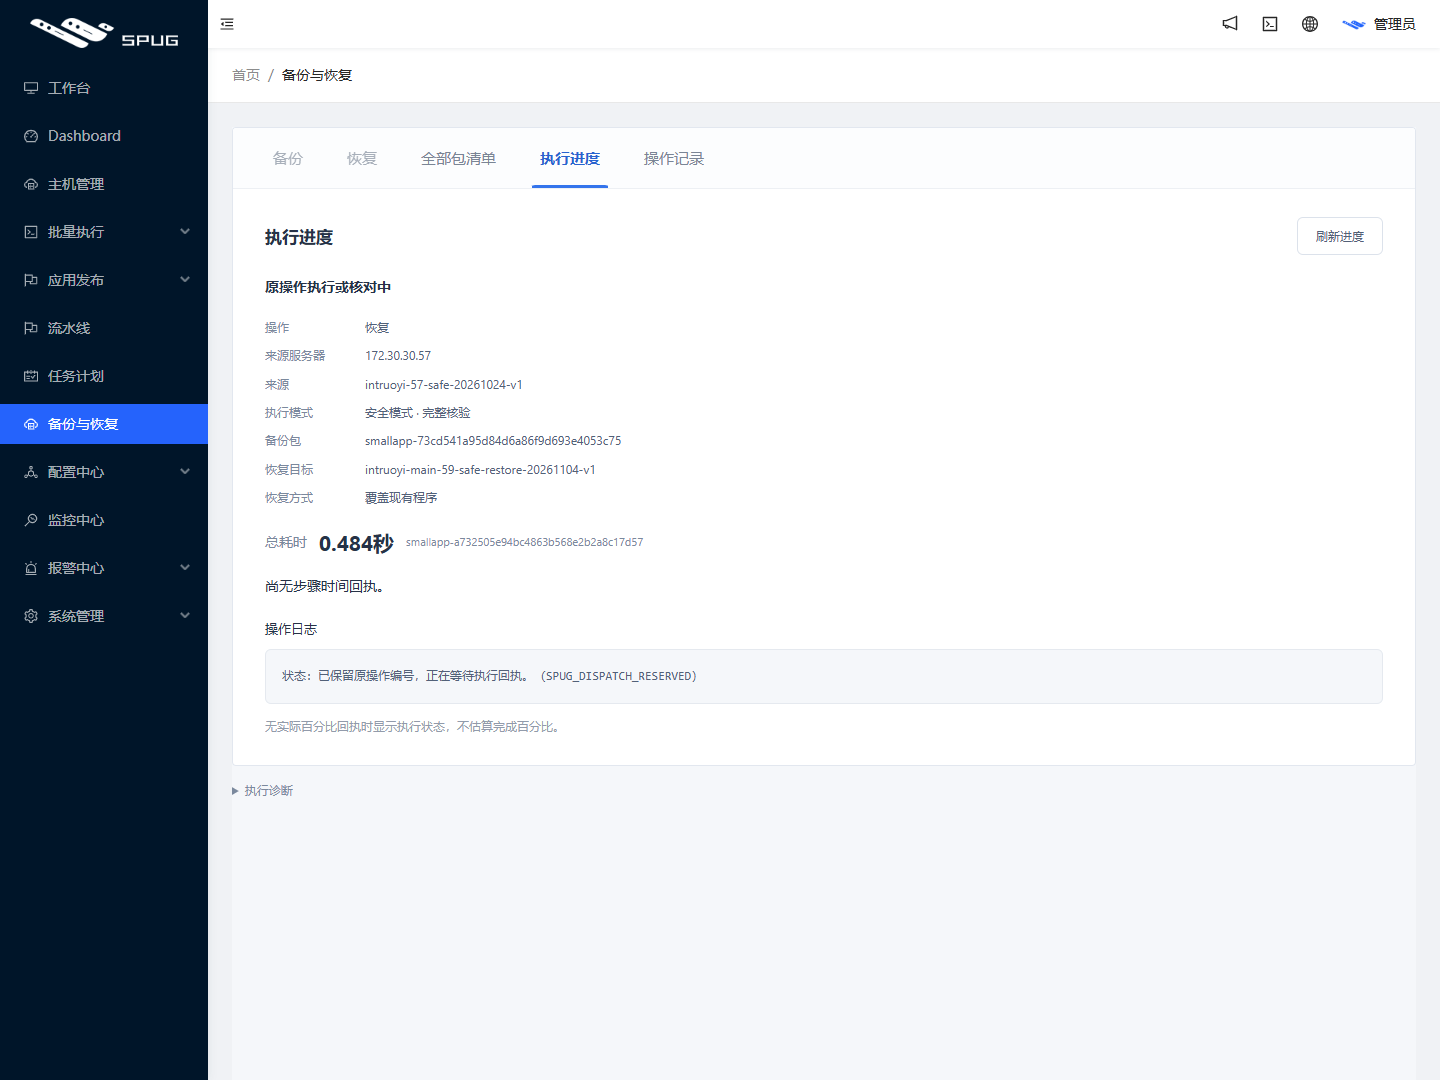 SPUG
管理员
工作台
Dashboard
主机管理
批量执行
应用发布
流水线
任务计划
备份与恢复
配置中心
监控中心
报警中心
系统管理
首页 / 备份与恢复
备份 恢复 全部包清单 执行进度 操作记录
执行进度
刷新进度
原操作执行或核对中
操作 恢复
来源服务器 172.30.30.57
来源 intruoyi-57-safe-20261024-v1
执行模式 安全模式 · 完整核验
备份包 smallapp-73cd541a95d84d6a86f9d693e4053c75
恢复目标 intruoyi-main-59-safe-restore-20261104-v1
恢复方式 覆盖现有程序
总耗时 0.484秒 smallapp-a732505e94bc4863b568e2b2a8c17d57
尚无步骤时间回执。
操作日志
状态：已保留原操作编号，正在等待执行回执。 (SPUG_DISPATCH_RESERVED)
无实际百分比回执时显示执行状态，不估算完成百分比。
执行诊断